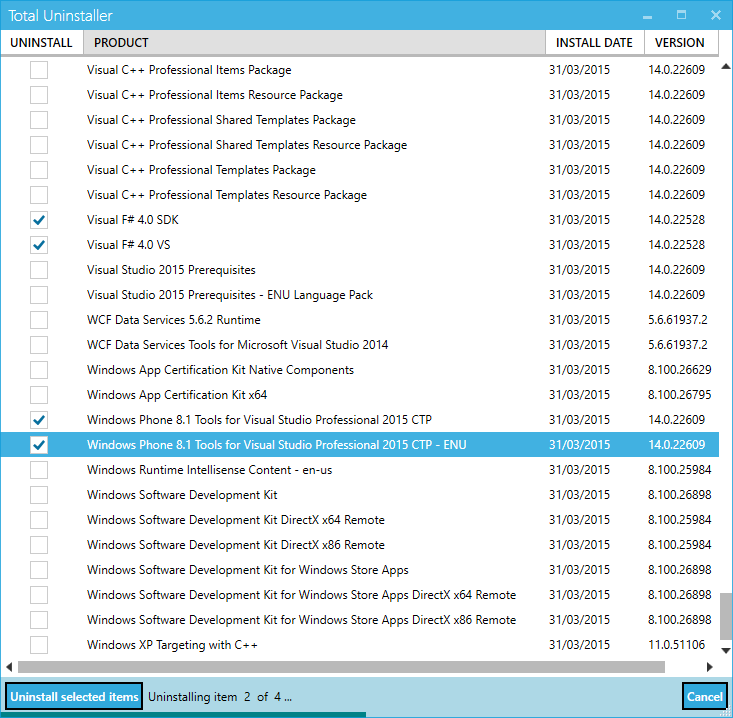 Total Uninstaller
UNINSTALL PRODUCT INSTALL DATE VERSION
Visual C++ Professional Items Package 31/03/2015 14.0.22609
Visual C++ Professional Items Resource Package 31/03/2015 14.0.22609
Visual C++ Professional Shared Templates Package 31/03/2015 14.0.22609
Visual C++ Professional Shared Templates Resource Package 31/03/2015 14.0.22609
Visual C++ Professional Templates Package 31/03/2015 14.0.22609
Visual C++ Professional Templates Resource Package 31/03/2015 14.0.22609
Visual F# 4.0 SDK 31/03/2015 14.0.22528
Visual F# 4.0 VS 31/03/2015 14.0.22528
Visual Studio 2015 Prerequisites 31/03/2015 14.0.22609
Visual Studio 2015 Prerequisites - ENU Language Pack 31/03/2015 14.0.22609
WCF Data Services 5.6.2 Runtime 31/03/2015 5.6.61937.2
WCF Data Services Tools for Microsoft Visual Studio 2014 31/03/2015 5.6.61937.2
Windows App Certification Kit Native Components 31/03/2015 8.100.26629
Windows App Certification Kit x64 31/03/2015 8.100.26795
Windows Phone 8.1 Tools for Visual Studio Professional 2015 CTP 31/03/2015 14.0.22609
Windows Phone 8.1 Tools for Visual Studio Professional 2015 CTP - ENU 31/03/2015 14.0.22609
Windows Runtime Intellisense Content - en-us 31/03/2015 8.100.25984
Windows Software Development Kit 31/03/2015 8.100.26898
Windows Software Development Kit DirectX x64 Remote 31/03/2015 8.100.25984
Windows Software Development Kit DirectX x86 Remote 31/03/2015 8.100.25984
Windows Software Development Kit for Windows Store Apps 31/03/2015 8.100.26898
Windows Software Development Kit for Windows Store Apps DirectX x64 Remote 31/03/2015 8.100.26898
Windows Software Development Kit for Windows Store Apps DirectX x86 Remote 31/03/2015 8.100.26898
Windows XP Targeting with C++ 31/03/2015 11.0.51106
Uninstall selected items Uninstalling item 2 of 4 ... Cancel